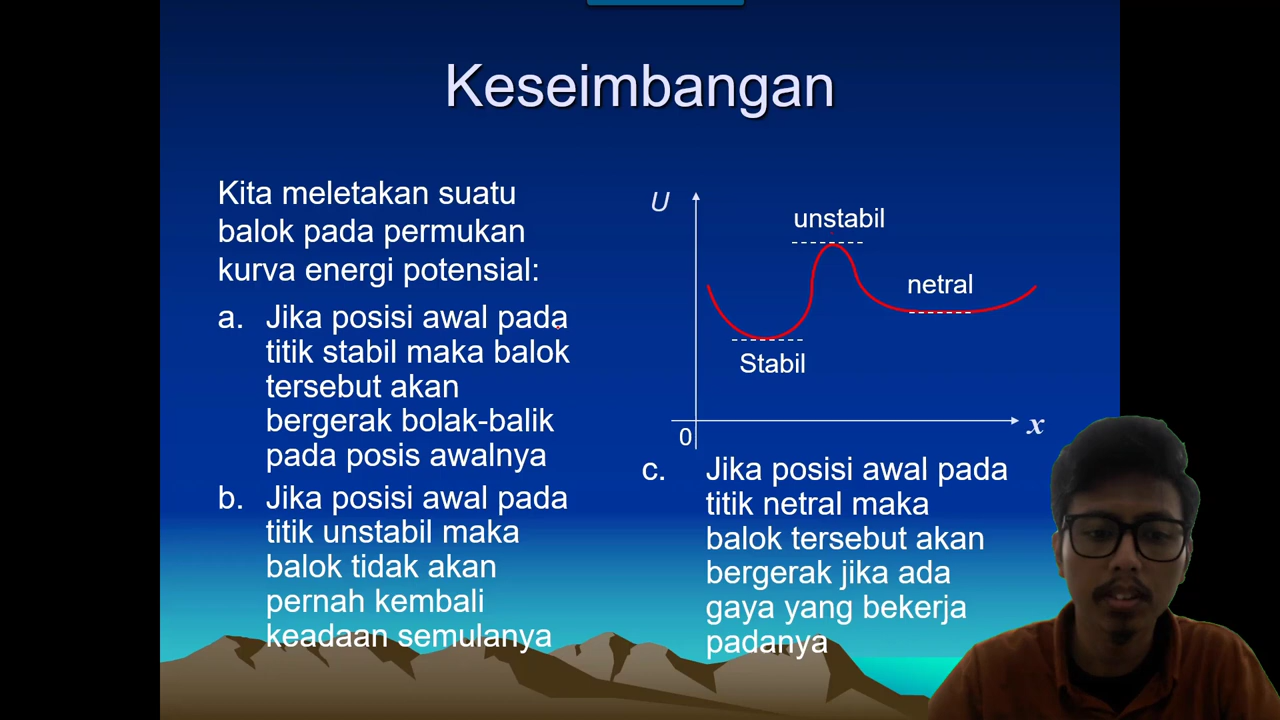 Keseimbangan
Kita meletakan suatu
balok pada permukan
kurva energi potensial:
a. Jika posisi awal pada
titik stabil maka balok
tersebut akan
bergerak bolak-balik
pada posis awalnya
b. Jika posisi awal pada
titik unstabil maka
balok tidak akan
pernah kembali
keadaan semulanya
U
unstabil
netral
Stabil
0
x
c. Jika posisi awal pada
titik netral maka
balok tersebut akan
bergerak jika ada
gaya yang bekerja
padanya